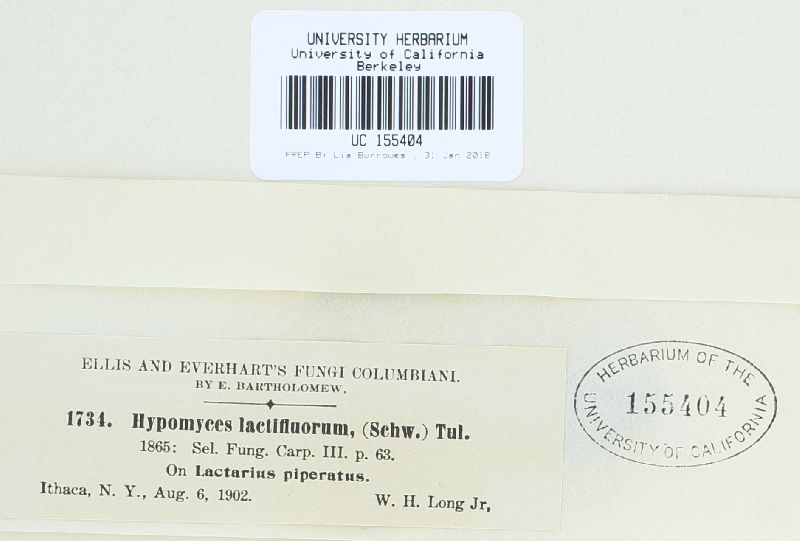 UNIVERSITY HERBARIUM
University of California
Berkeley
UC 155404
PREP BY Lia Burroues , 31 Jan 2018
ELLIS AND EVERHART'S FUNGI COLUMBIANI.
BY E. BARTHOLOMEW.
1734. Hypomyces lactifluorum, (Schw.) Tul.
1865: Sel. Fung. Carp. III. p. 63.
On Lactarius piperatus.
Ithaca, N. Y., Aug. 6, 1902. W. H. Long Jr,
HERBARIUM OF THE
155404
UNIVERSITY OF CALIFORNIA